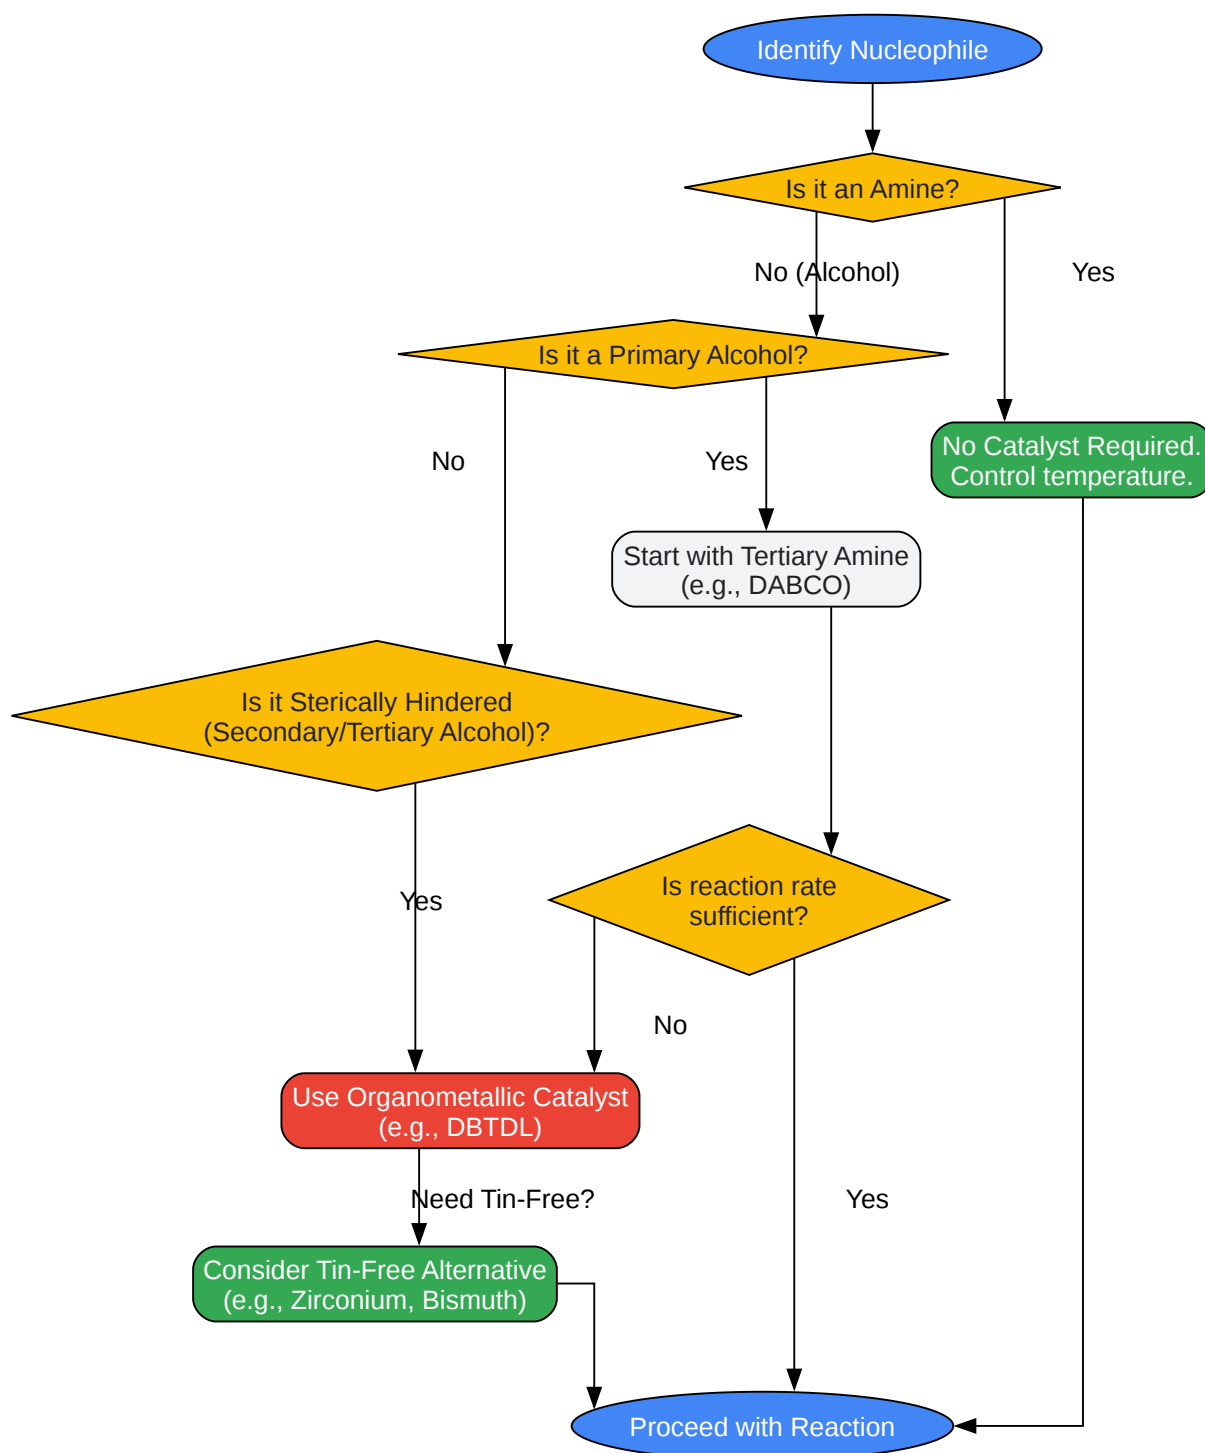 Identify Nucleophile
Is it an Amine?
No (Alcohol)
Yes
Is it a Primary Alcohol?
No
Yes
No Catalyst Required.
Control temperature.
Start with Tertiary Amine
(e.g., DABCO)
Is it Sterically Hindered
(Secondary/Tertiary Alcohol)?
Yes
Is reaction rate
sufficient?
No
Use Organometallic Catalyst
(e.g., DBTDL)
Need Tin-Free?
Yes
Consider Tin-Free Alternative
(e.g., Zirconium, Bismuth)
Proceed with Reaction